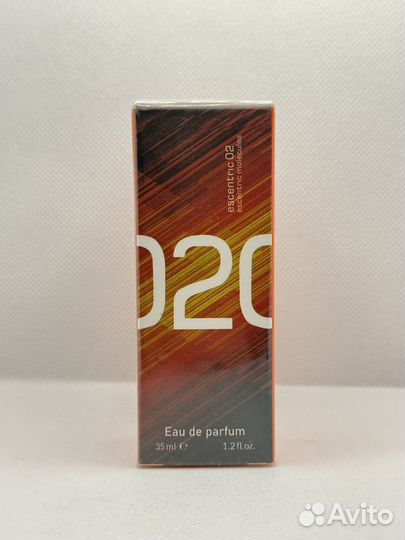 escentric 02
escentric molecules
020
Eau de parfum
35 ml ℮ 1.2 fl.oz.
Avito